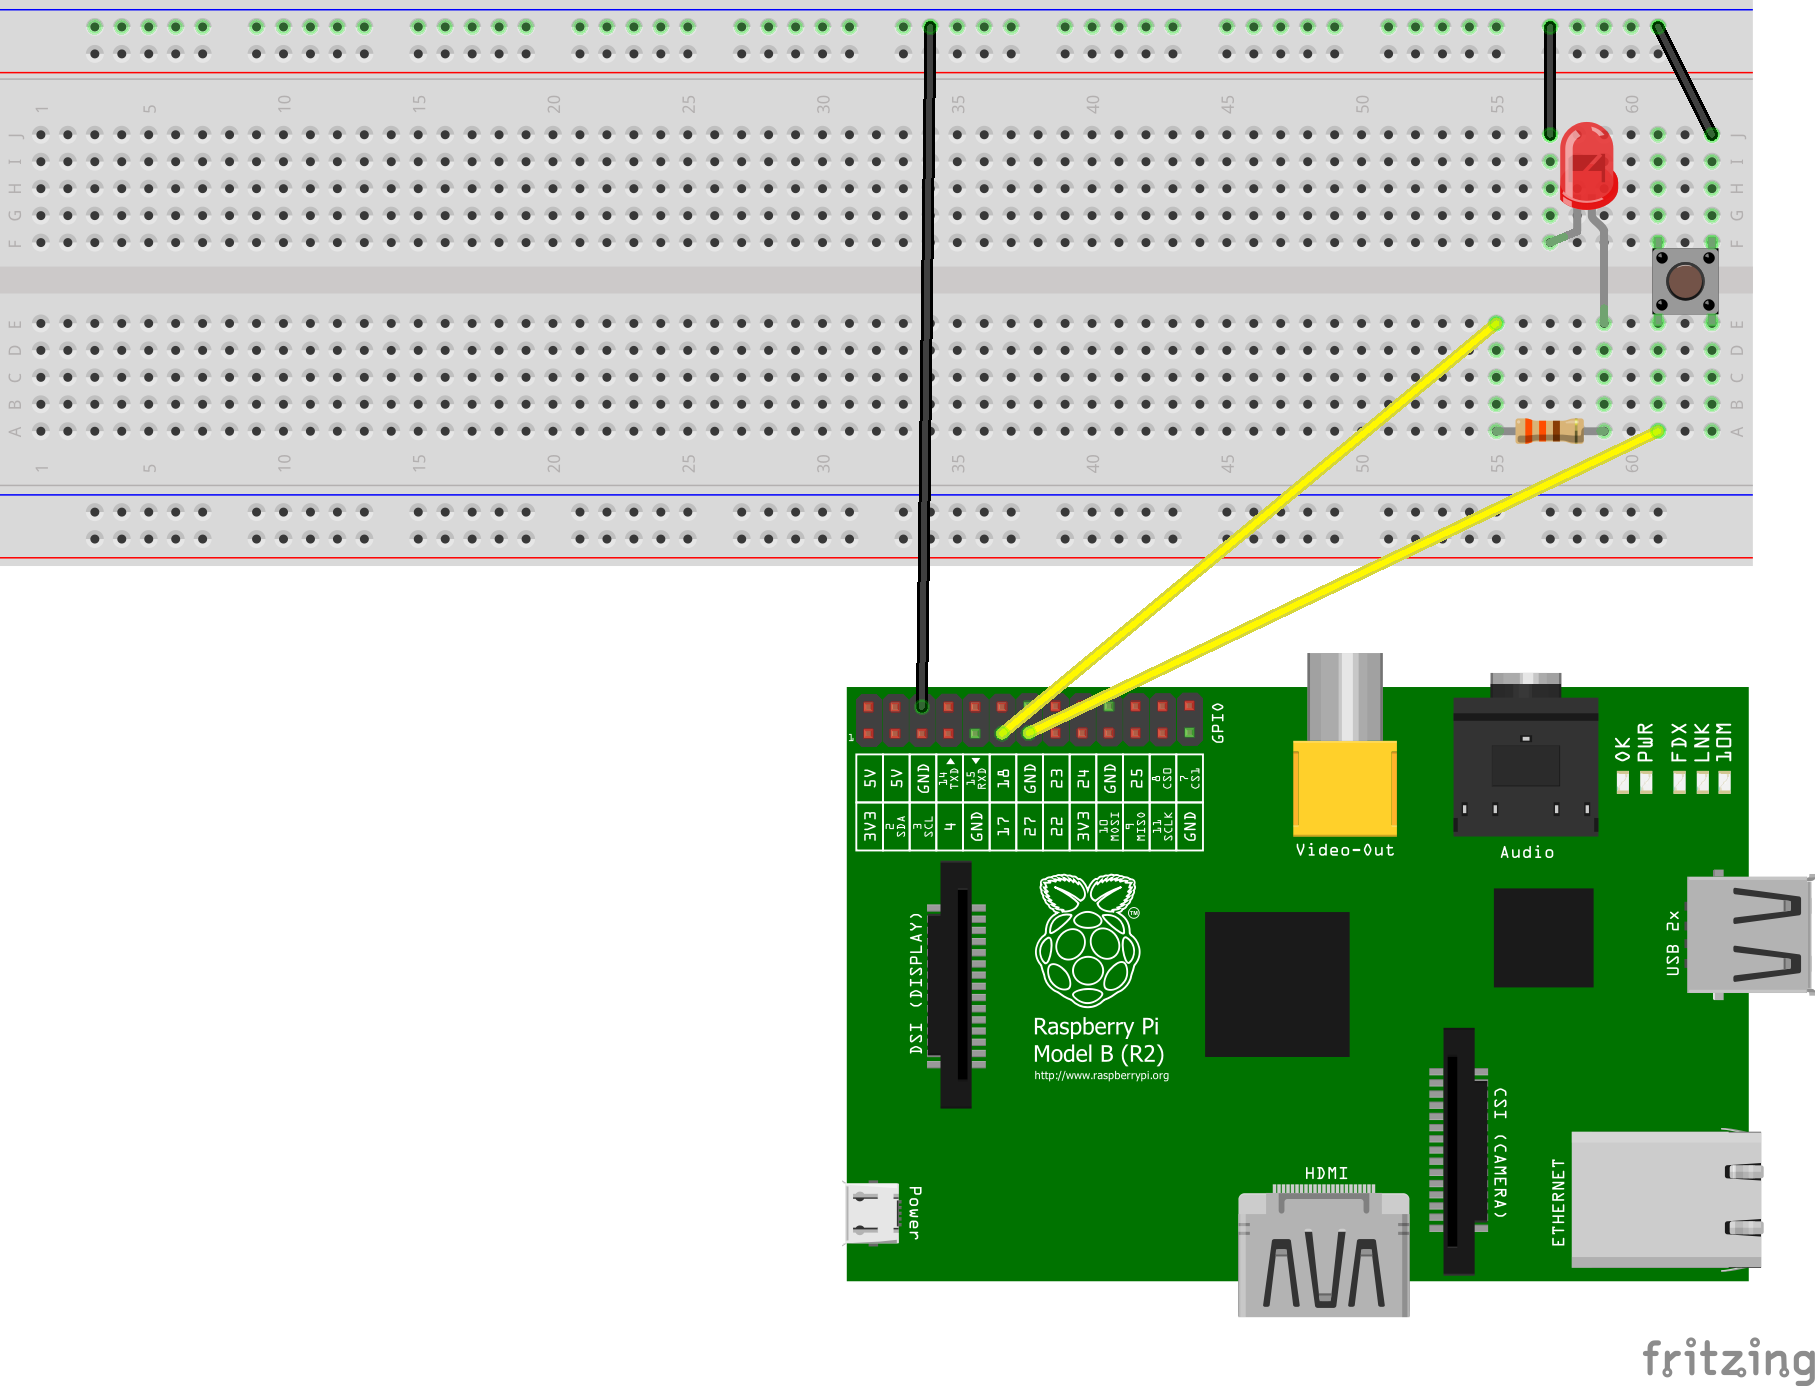 1 5 10 15 20 25 30 35 40 45 50 55 60
J J
I I
H H
G G
F F
E E
D D
C C
B B
A A
1 5 10 15 20 25 30 35 40 45 50 55 60
1
GPIO
5V 5V GND 14 TXD 15 RXD 18 GND 23 24 GND 25 8 CS0 7 CS1
3V3 2 SDA 3 SCL 4 GND 17 27 22 3V3 10 MOSI 9 MISO 11 SCLK GND
OK PWR FDX LNK 10M
Video-Out
Audio
DSI (DISPLAY)
TM
USB 2x
Raspberry Pi
Model B (R2)
http://www.raspberrypi.org
CSI (CAMERA)
Power
HDMI
ETHERNET
fritzing